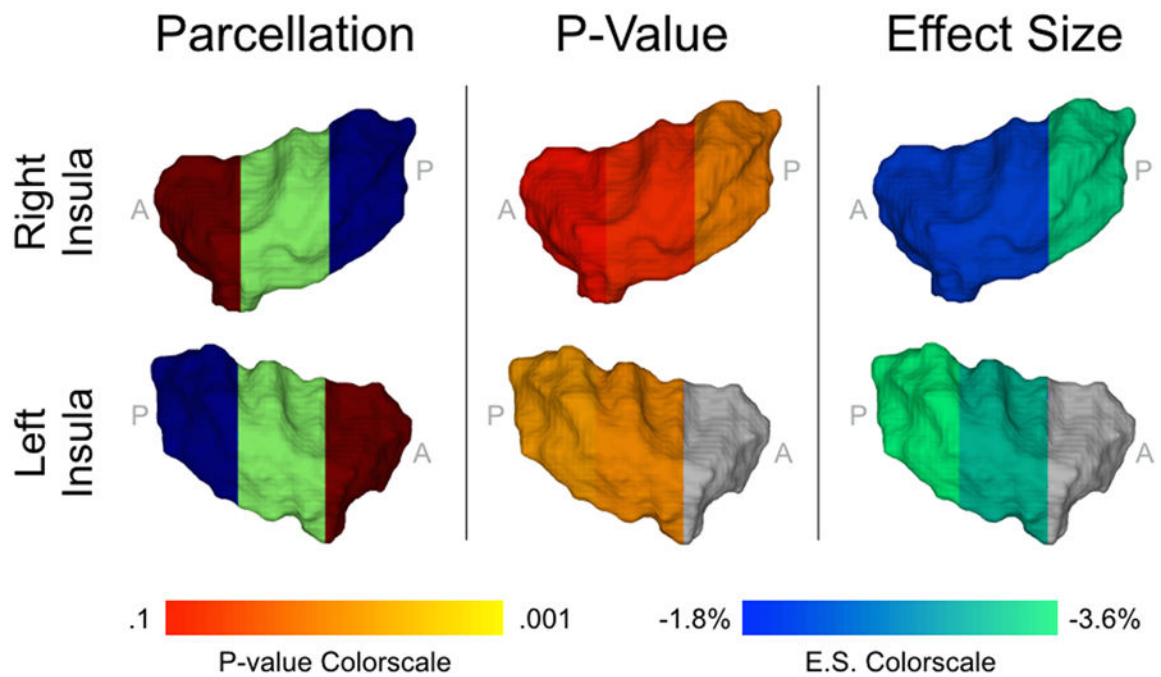 Parcellation P-Value Effect Size
Right
Insula
A P A P A P
Left
Insula
P A P A P A
.1 .001 -1.8% -3.6%
P-value Colorscale E.S. Colorscale